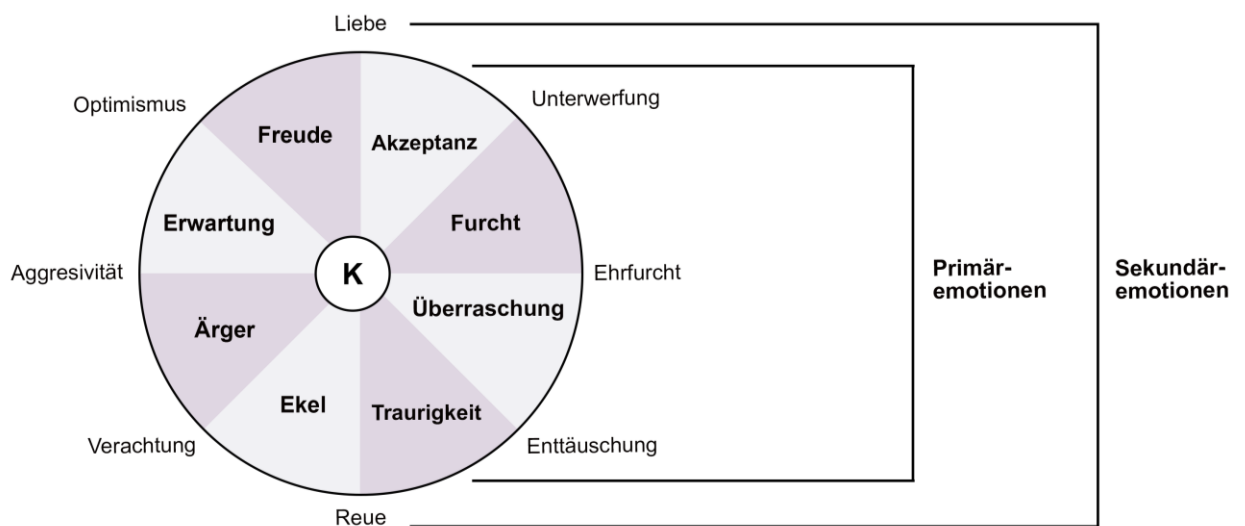 Liebe
Optimismus
Unterwerfung
Freude
Akzeptanz
Erwartung
Furcht
Aggresivität
K
Ehrfurcht
Primär-
emotionen
Sekundär-
emotionen
Ärger
Überraschung
Ekel
Traurigkeit
Verachtung
Enttäuschung
Reue